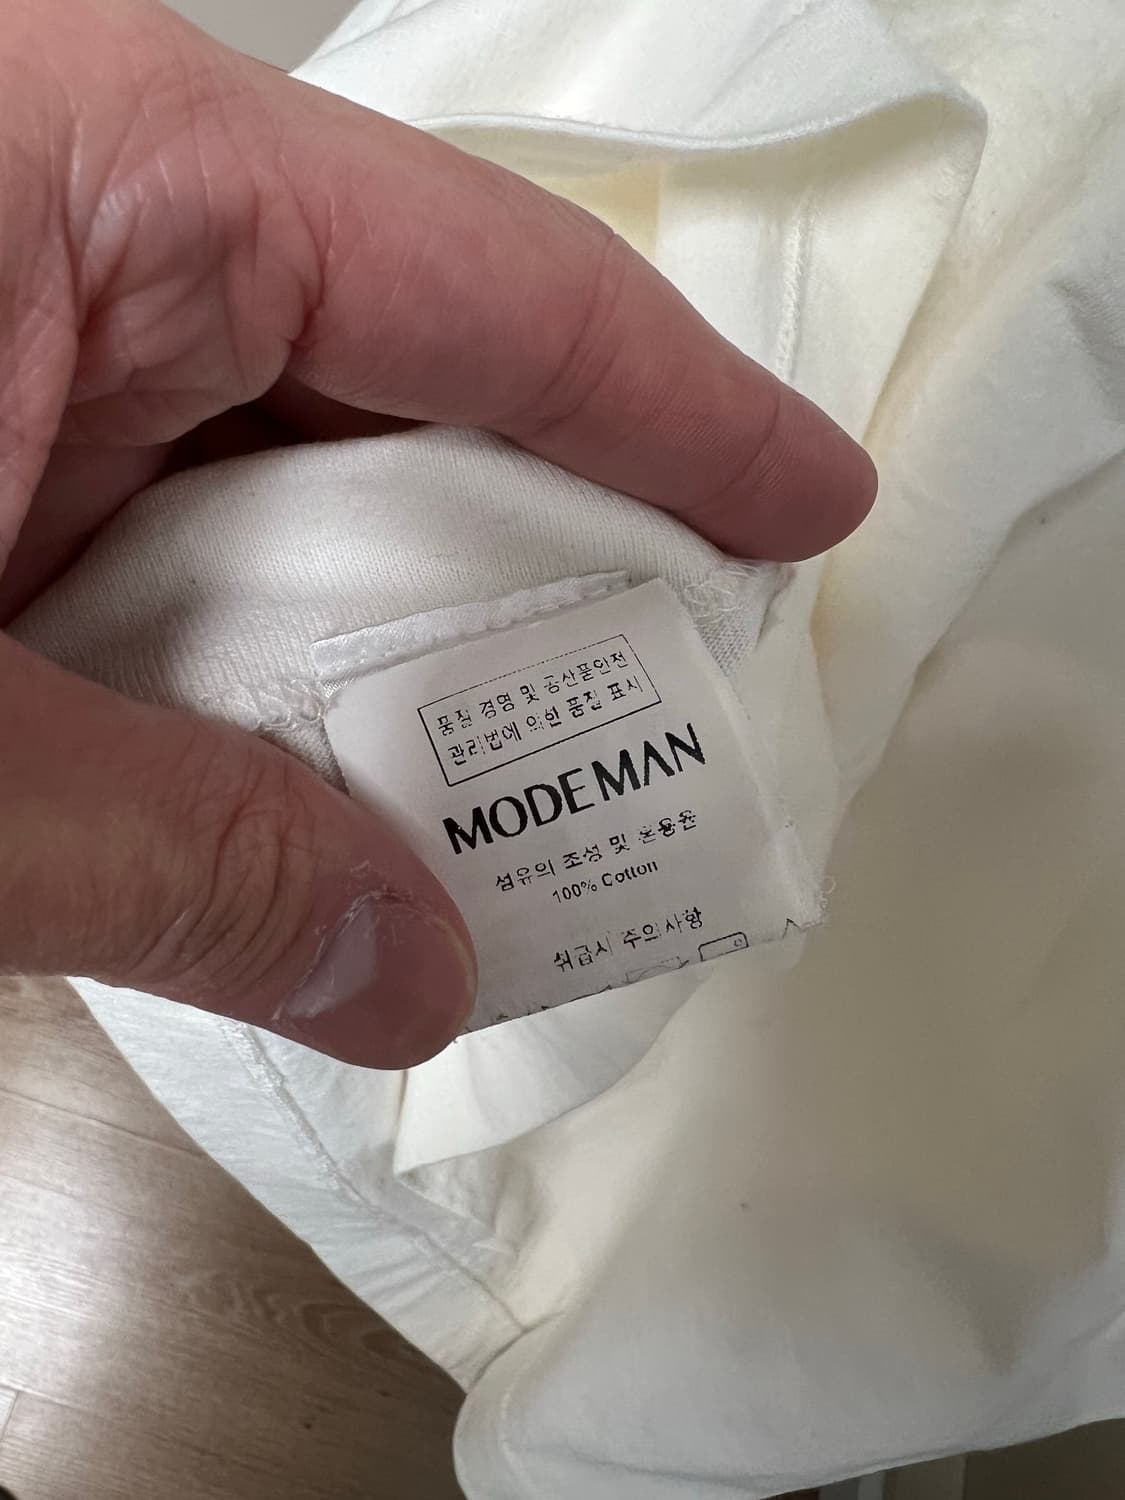 품질 경영 및 공산품안전
관리법에 의한 품질 표시
MODE MAN
섬유의 조성 및 혼용율
100% Cotton
취급시 주의사항